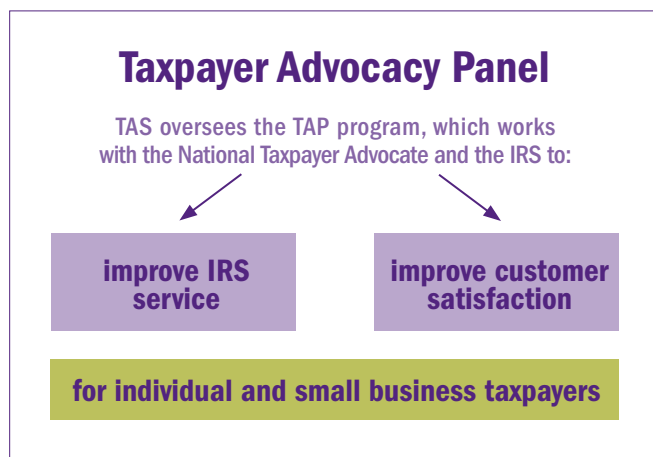 Taxpayer Advocacy Panel
TAS oversees the TAP program, which works
with the National Taxpayer Advocate and the IRS to:
improve IRS
service
improve customer
satisfaction
for individual and small business taxpayers